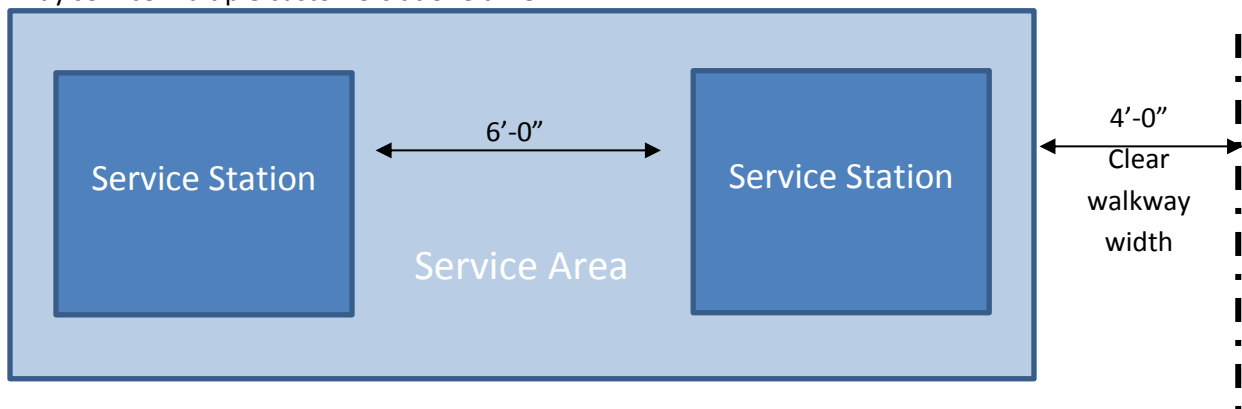 6’-0”
4’-0”
Service Station
Service Station
Clear
walkway
width
Service Area